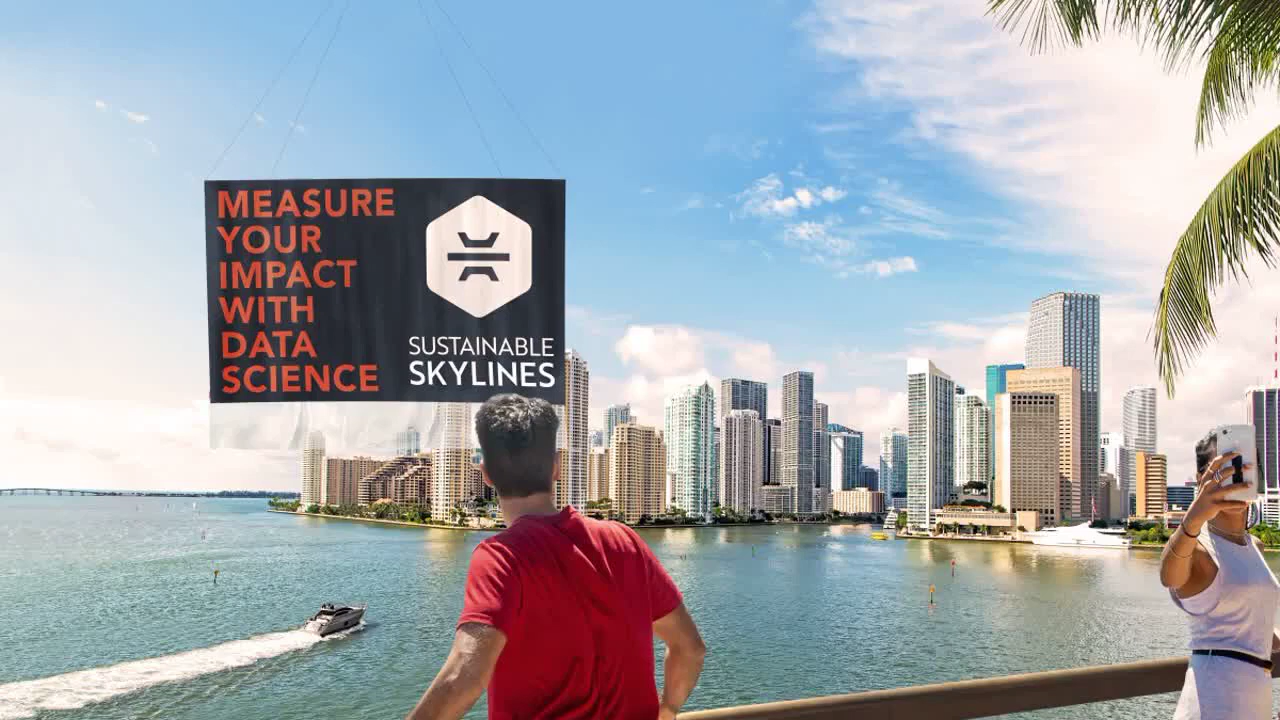 MEASURE
YOUR
IMPACT
WITH
DATA
SCIENCE
SUSTAINABLE
SKYLINES